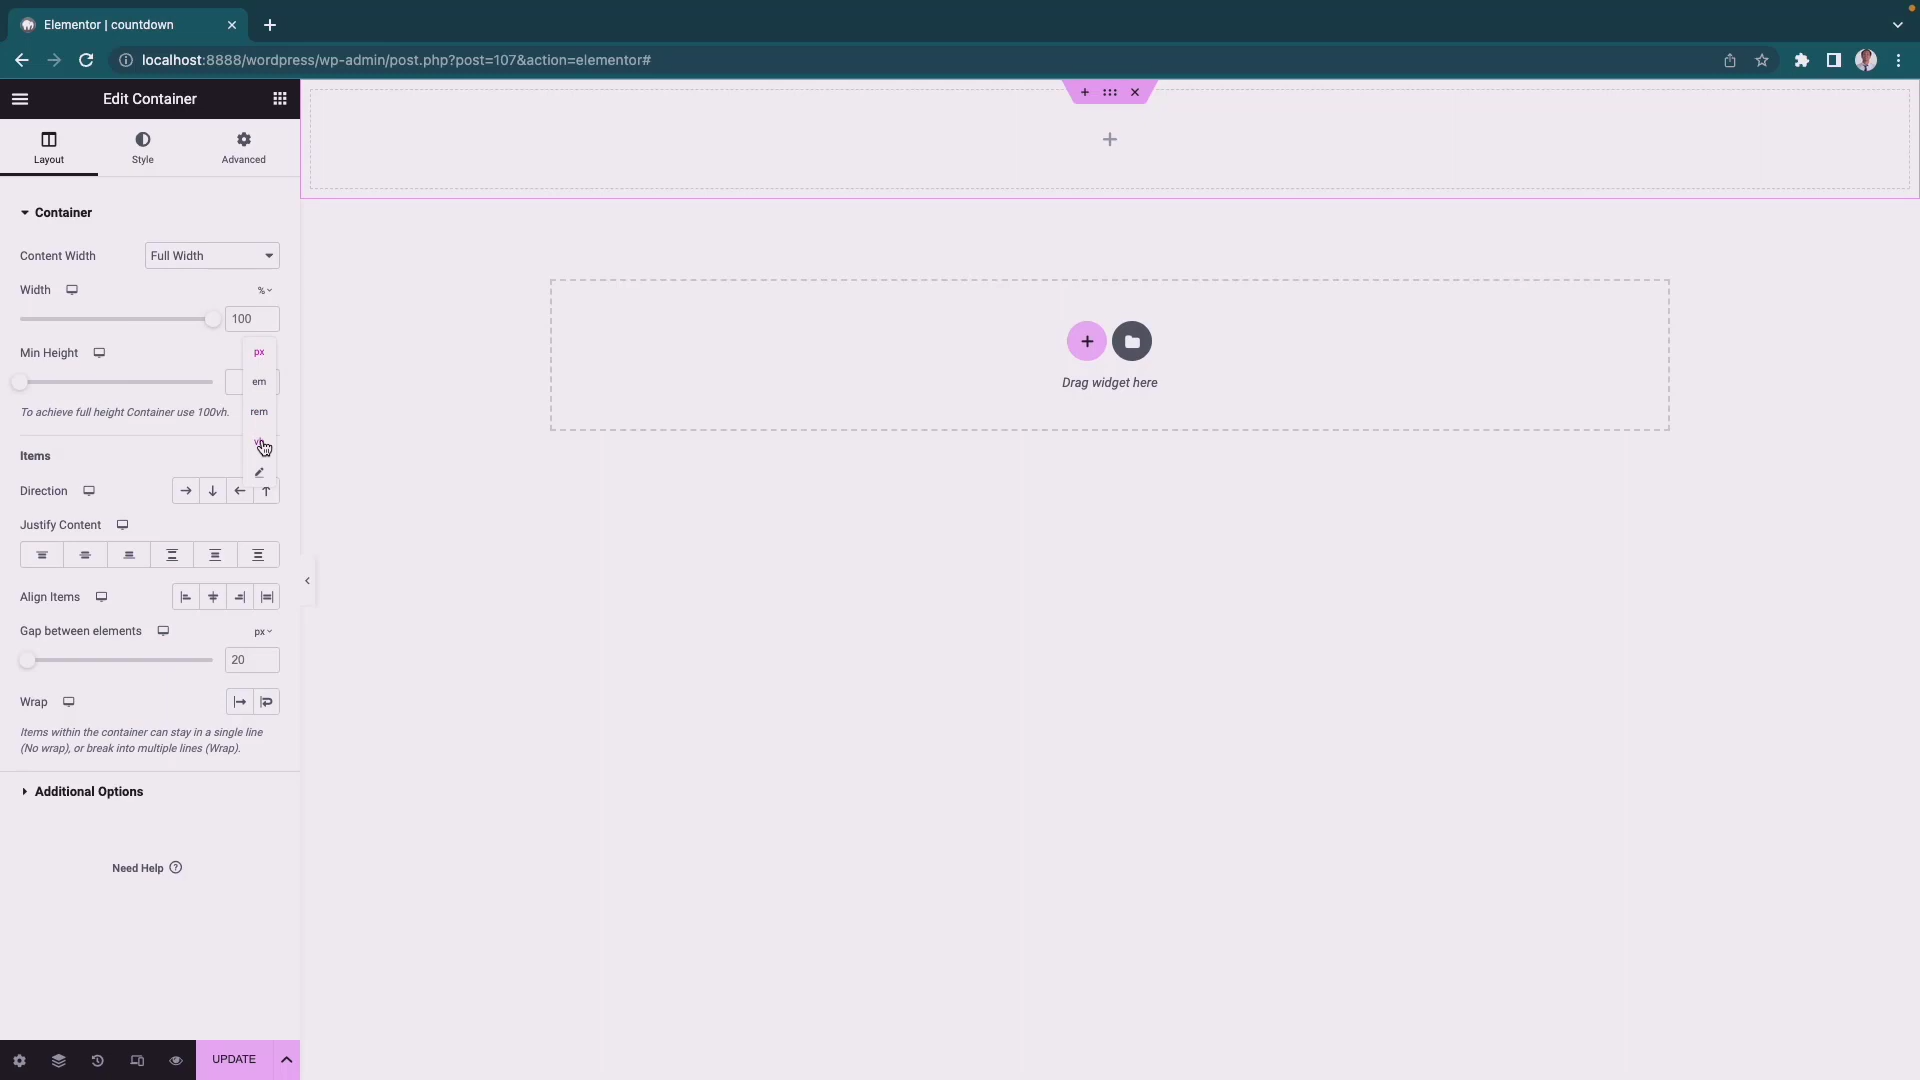 Elementor | countdown
localhost:8888/wordpress/wp-admin/post.php?post=107&action=elementor#
Edit Container
Layout
Style
Advanced
Container
Content Width
Full Width
Width
%
100
Min Height
px
em
rem
To achieve full height Container use 100vh.
Items
Direction
Justify Content
Align Items
Gap between elements
px
20
Wrap
Items within the container can stay in a single line
(No wrap), or break into multiple lines (Wrap).
Additional Options
Need Help
UPDATE
Drag widget here